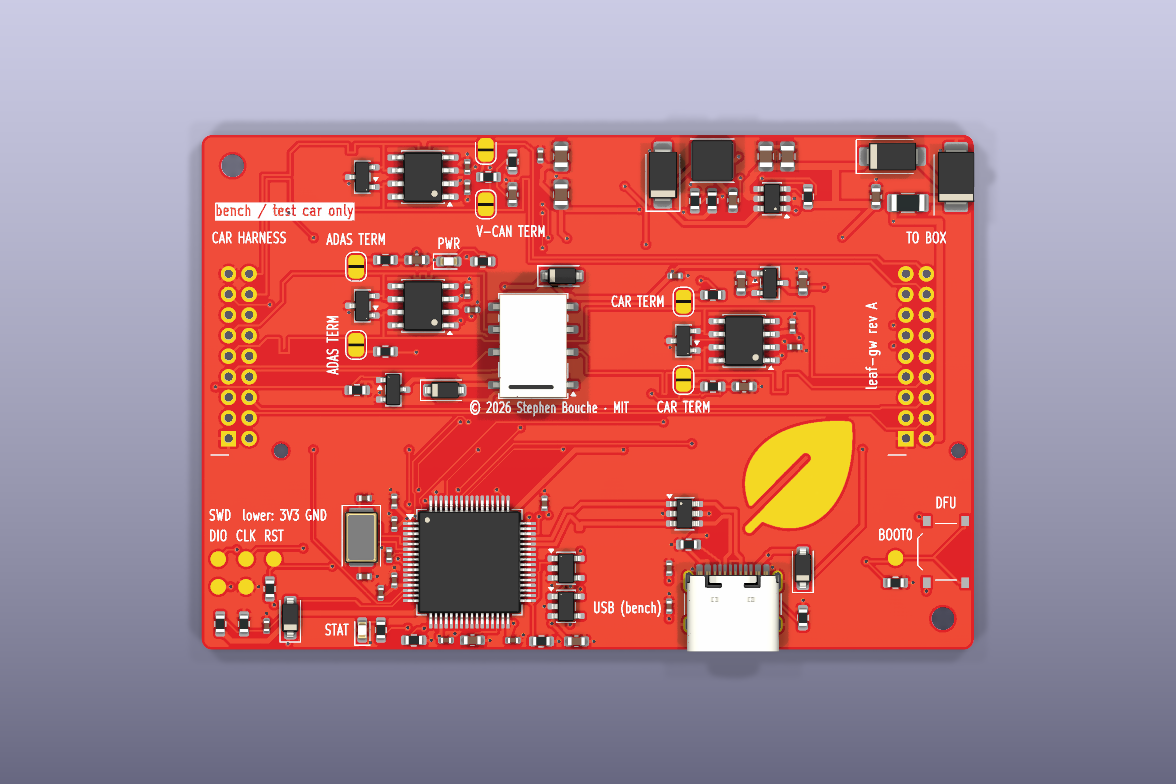 bench / test car only
V-CAN TERM
CAR HARNESS
ADAS TERM
PWR
TO BOX
CAR TERM
ADAS TERM
leaf-gw rev A
© 2026 Stephen Bouche · MIT
CAR TERM
SWD lower: 3V3 GND
DIO CLK RST
DFU
BOOT0
USB (bench)
STAT